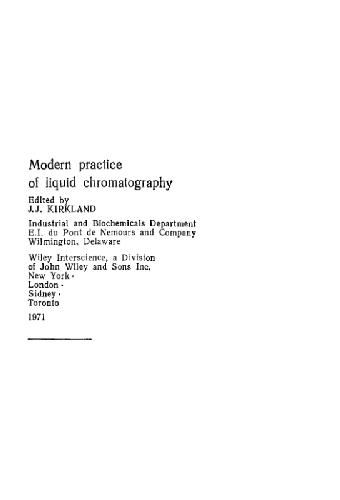 Modern practice
of liquid chromatography
Edited by
J.J. KIRKLAND
Industrial and Biochemicals Department
E.I. du Pont de Nemours and Company
Wilmington, Delaware
Wiley Interscience, a Division
of John Wiley and Sons Inc.
New York·
London·
Sidney·
Toronto
1971